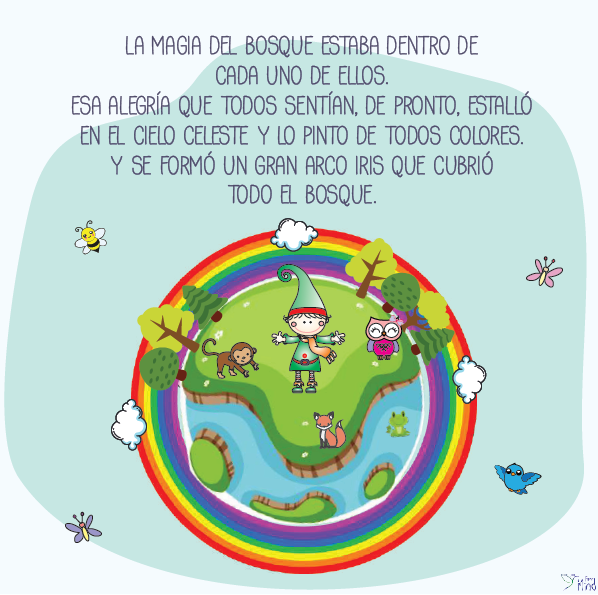 LA MAGIA DEL BOSQUE ESTABA DENTRO DE
CADA UNO DE ELLOS.
ESA ALEGRÍA QUE TODOS SENTÍAN, DE PRONTO, ESTALLÓ
EN EL CIELO CELESTE Y LO PINTO DE TODOS COLORES.
Y SE FORMÓ UN GRAN ARCO IRIS QUE CUBRIÓ
TODO EL BOSQUE.